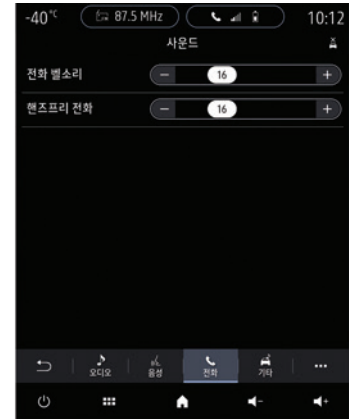 -40°C 87.5 MHz 10:12
사운드
전화 벨소리 − 16 +
핸즈프리 전화 − 16 +
오디오 음성 전화 기타 •••
− +